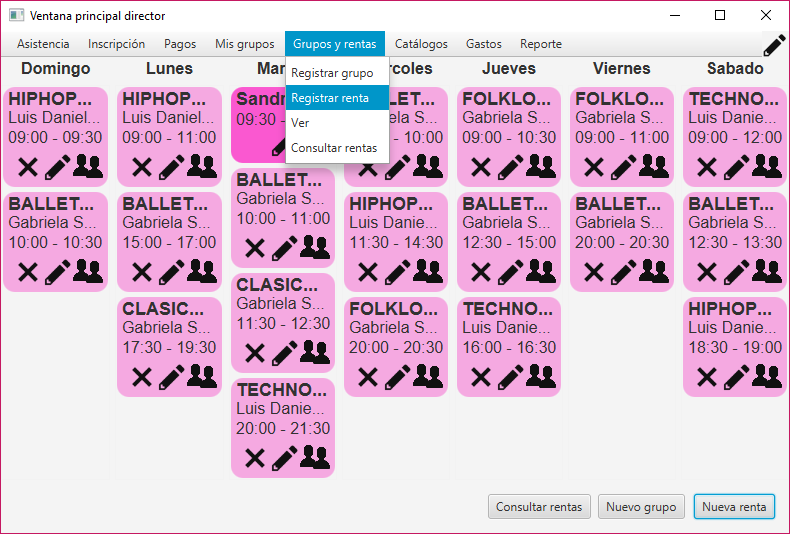 Ventana principal director
Asistencia Inscripción Pagos Mis grupos Grupos y rentas Catálogos Gastos Reporte
Registrar grupo
Registrar renta
Ver
Consultar rentas
Domingo
HIPHOP...
Luis Daniel...
09:00 - 09:30
BALLET...
Gabriela S...
10:00 - 10:30
Lunes
HIPHOP...
Luis Daniel...
09:00 - 11:00
BALLET...
Gabriela S...
15:00 - 17:00
CLASIC...
Gabriela S...
17:30 - 19:30
Mar
Sandr
09:30 -
BALLET...
Gabriela S...
10:00 - 11:00
CLASIC...
Gabriela S...
11:30 - 12:30
TECHNO...
Luis Danie...
20:00 - 21:30
rcoles
LET...
S...
10:00
HIPHOP...
Luis Danie...
11:30 - 14:30
FOLKLO...
Gabriela S...
20:00 - 20:30
Jueves
FOLKLO...
Gabriela S...
09:00 - 10:30
BALLET...
Gabriela S...
12:30 - 15:00
TECHNO...
Luis Danie...
16:00 - 16:30
Viernes
FOLKLO...
Gabriela S...
09:00 - 11:00
BALLET...
Gabriela S...
20:00 - 20:30
Sabado
TECHNO...
Luis Danie...
09:00 - 12:00
BALLET...
Gabriela S...
12:30 - 13:30
HIPHOP...
Luis Danie...
18:30 - 19:00
Consultar rentas Nuevo grupo Nueva renta